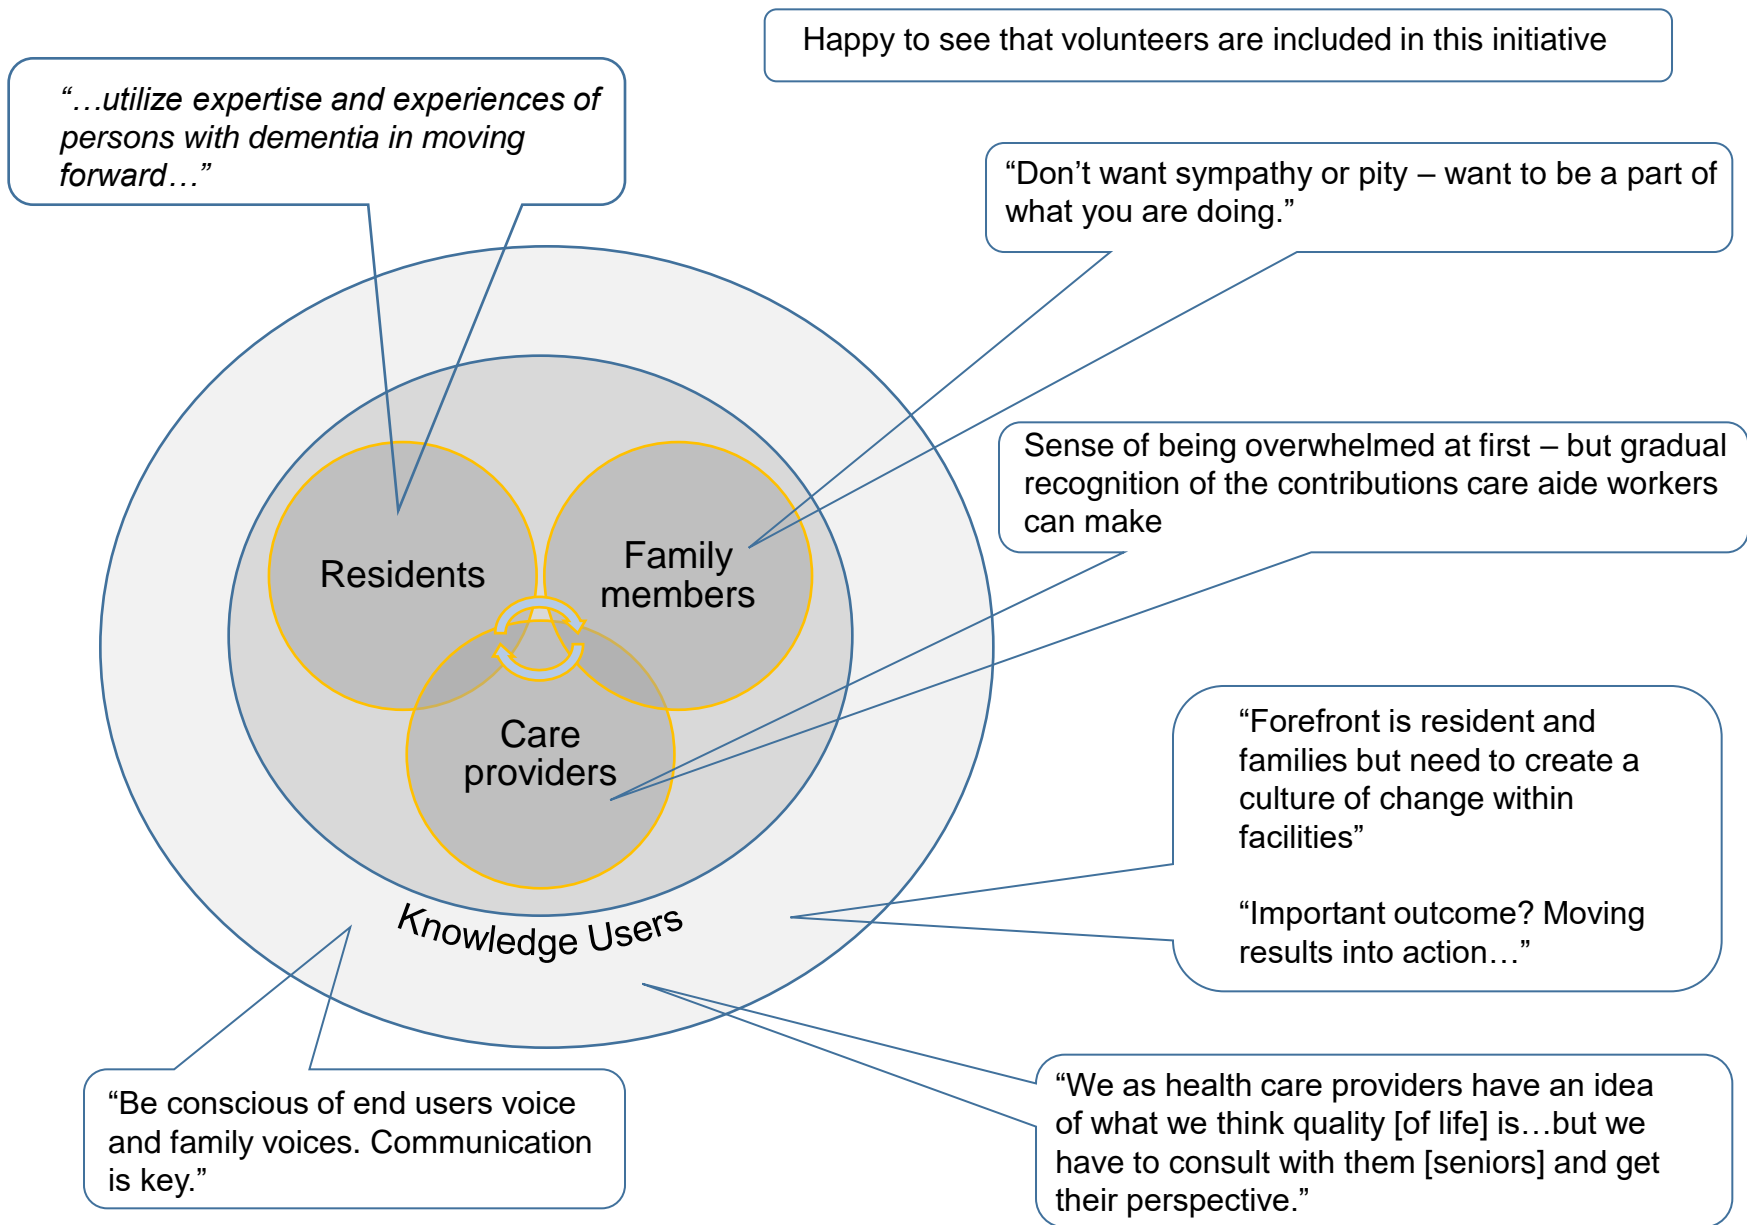 Happy to see that volunteers are included in this initiative
“…utilize expertise and experiences of
persons with dementia in moving
forward…”
“Don’t want sympathy or pity – want to be a part of
what you are doing.”
Sense of being overwhelmed at first – but gradual
recognition of the contributions care aide workers
can make
Residents
Family
members
Care
providers
Knowledge Users
“Forefront is resident and
families but need to create a
culture of change within
facilities”
“Important outcome? Moving
results into action…”
“Be conscious of end users voice
and family voices. Communication
is key.”
“We as health care providers have an idea
of what we think quality [of life] is…but we
have to consult with them [seniors] and get
their perspective.”